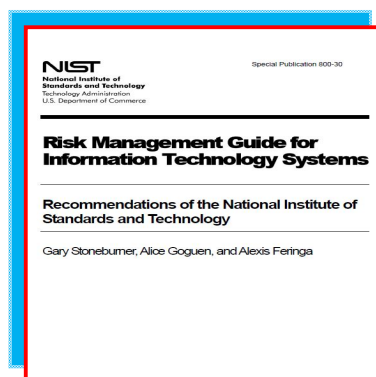 NIST
Special Publication 800-30
National Institute of
Standards and Technology
Technology Administration
U.S. Department of Commerce
Risk Management Guide for
Information Technology Systems
Recommendations of the National Institute of
Standards and Technology
Gary Stoneburner, Alice Goguen, and Alexis Feringa